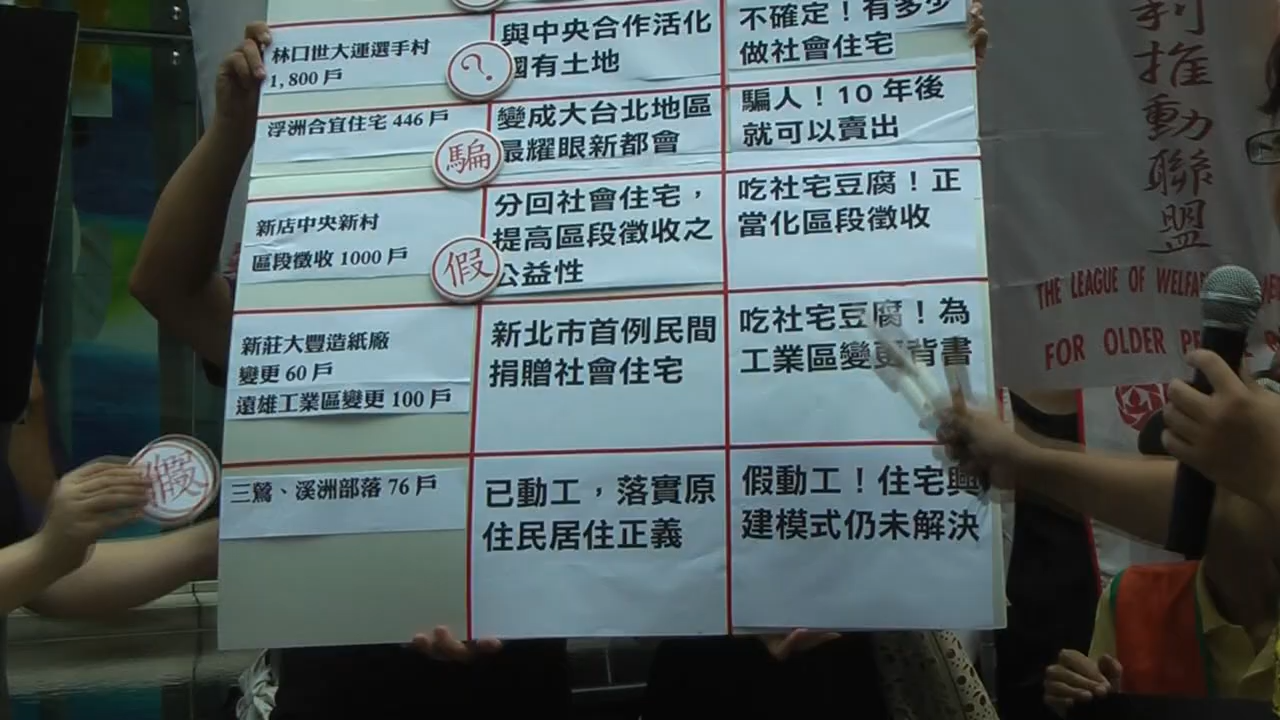 林口世大運選手村
1,800戶
?
與中央合作活化
國有土地
不確定！有多少
做社會住宅
浮洲合宜住宅 446戶
騙
變成大台北地區
最耀眼新都會
騙人！10年後
就可以賣出
新店中央新村
區段徵收 1000戶
假
分回社會住宅，
提高區段徵收之
公益性
吃社宅豆腐！正
當化區段徵收
新莊大豐造紙廠
變更 60戶
遠雄工業區變更 100戶
新北市首例民間
捐贈社會住宅
吃社宅豆腐！為
工業區變更背書
三鶯、溪洲部落 76戶
已動工，落實原
住民居住正義
假動工！住宅興
建模式仍未解決
假
利推動聯盟
THE LEAGUE OF
FOR OLDER